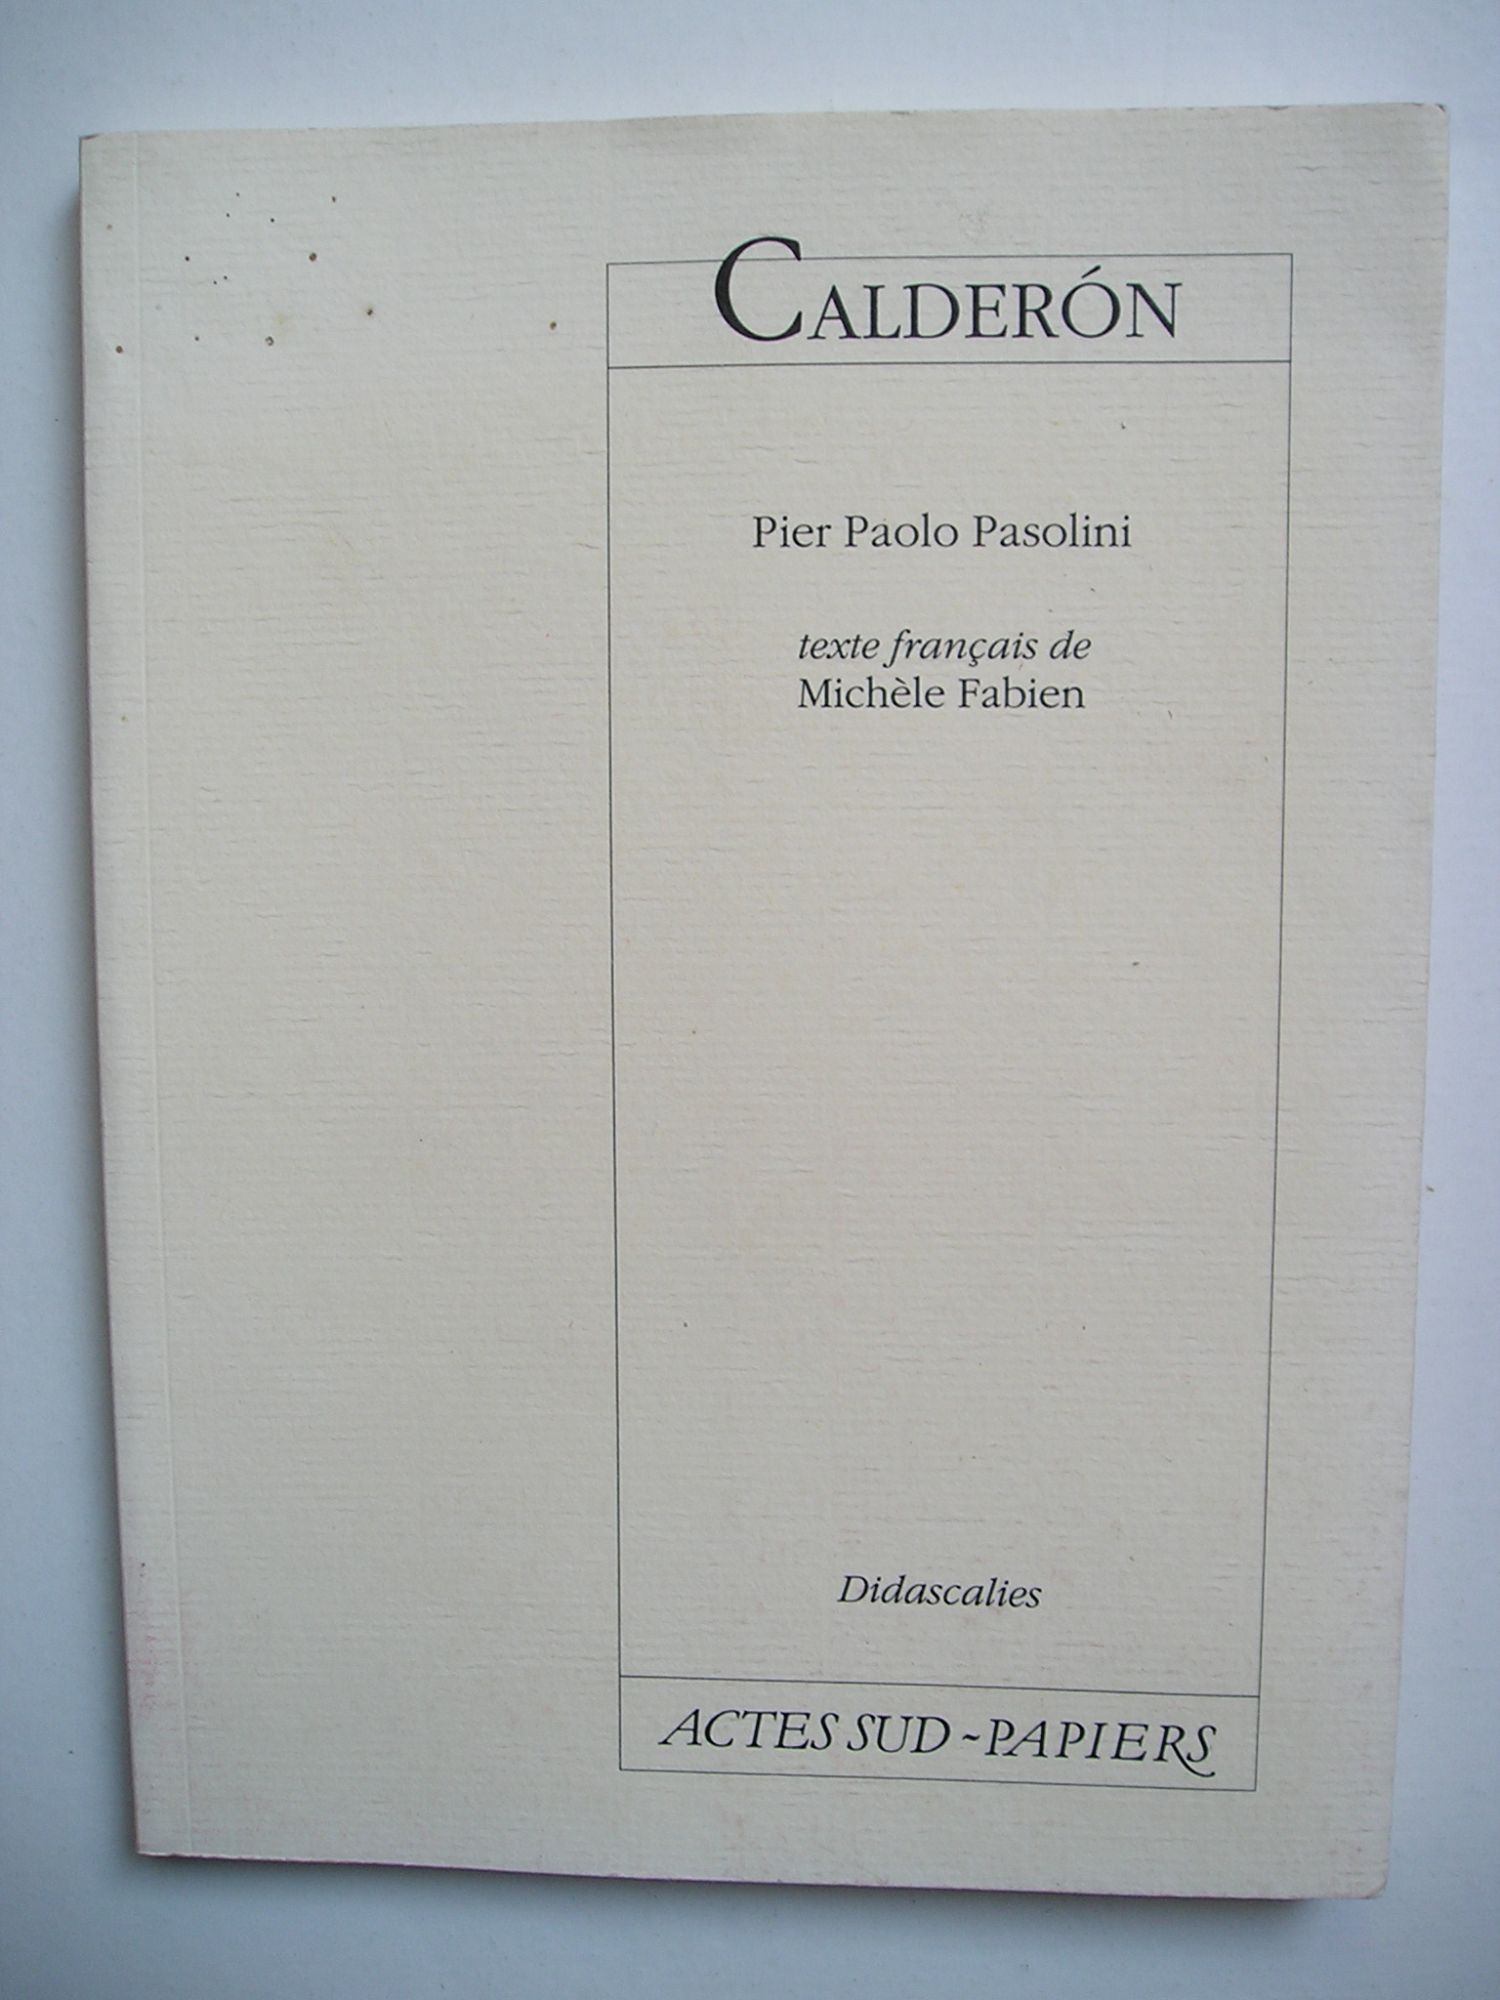 CALDERÓN
Pier Paolo Pasolini
texte français de
Michèle Fabien
Didascalies
ACTES SUD-PAPIERS